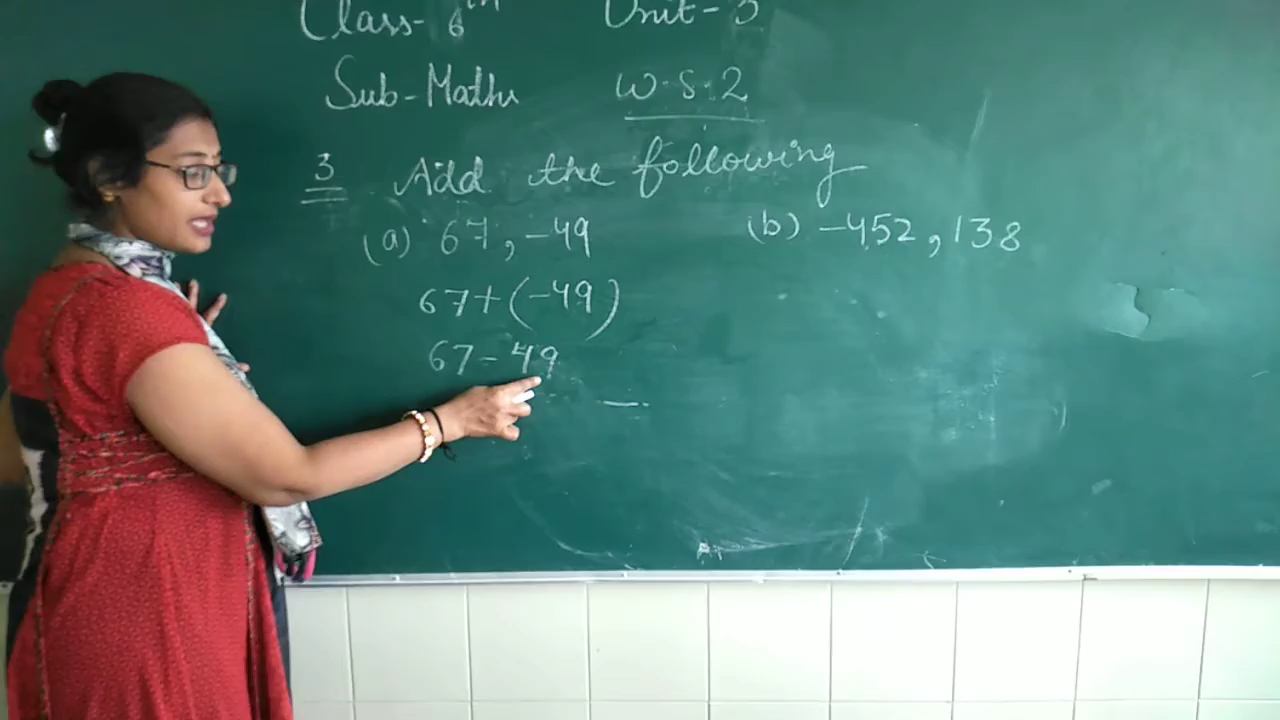 Class- 6th Unit-3
Sub-Maths W.S.2
3 Add the following
(a) 67, -49 (b) -452, 138
67+(-49)
67-49